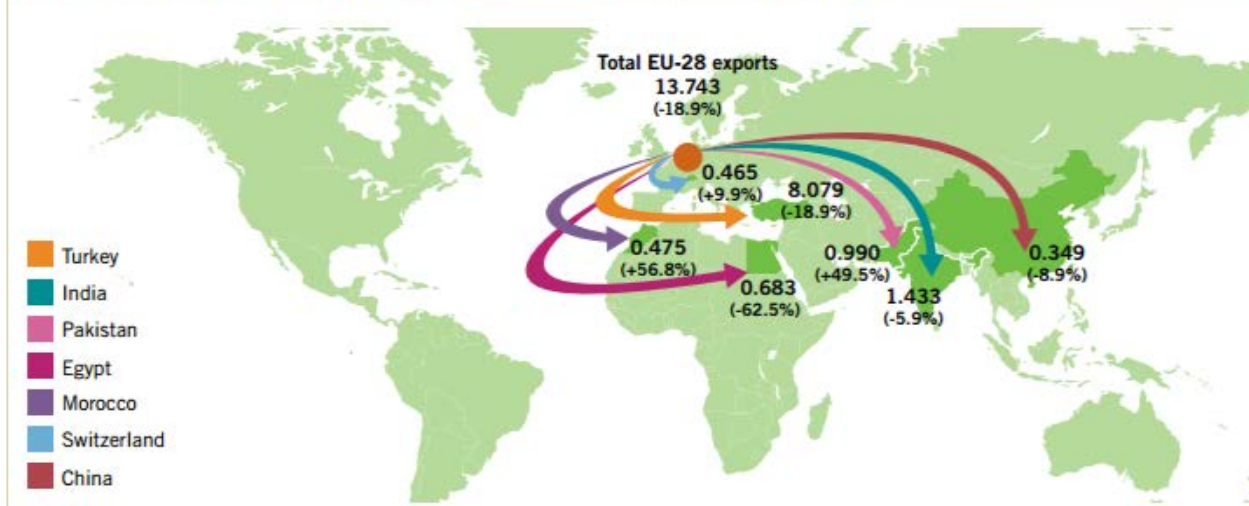 Total EU-28 exports
13.743
(-18.9%)
0.465
(+9.9%)
8.079
(-18.9%)
0.475
(+56.8%)
0.683
(-62.5%)
0.990
(+49.5%)
1.433
(-5.9%)
0.349
(-8.9%)
Turkey
India
Pakistan
Egypt
Morocco
Switzerland
China